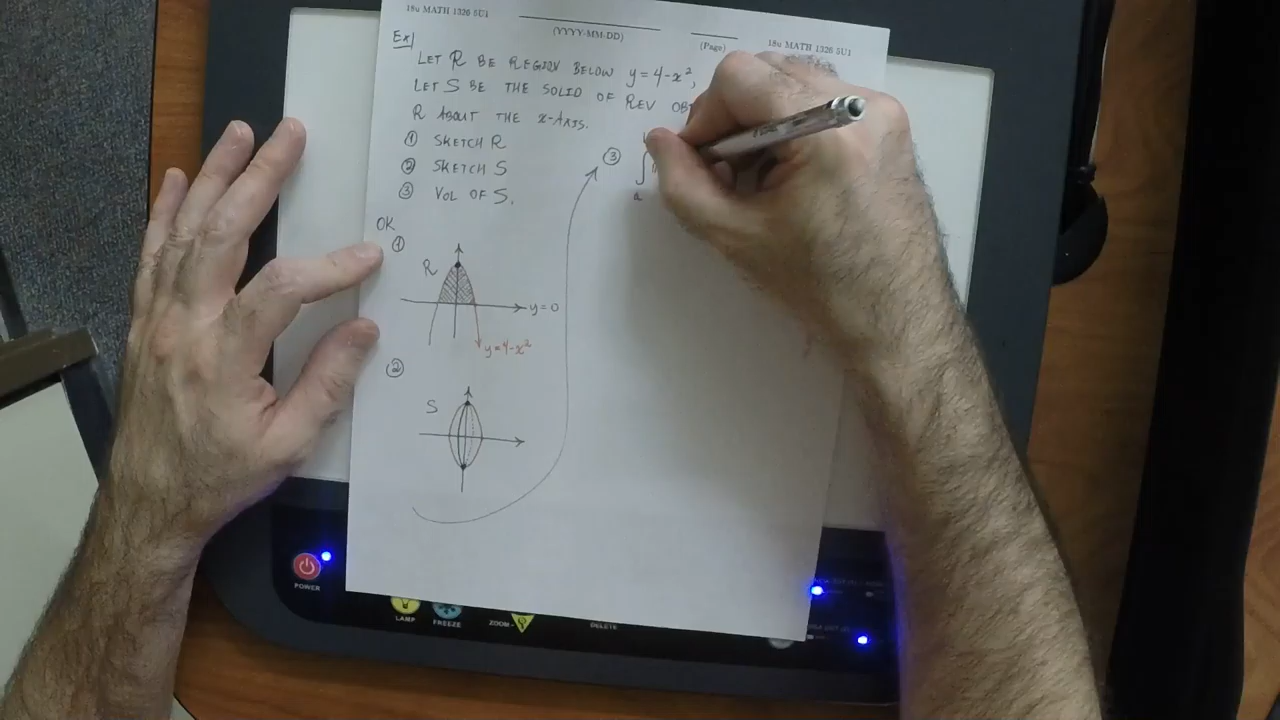 18u MATH 1326 5U1
(YYYY-MM-DD)
(Page)
18u MATH 1326 5U1
Ex)
LET R BE REGION BELOW y = 4-x²,
LET S BE THE SOLID OF REV
R ABOUT THE x-AXIS.
① SKETCH R
② SKETCH S
③ VOL OF S.
OK
①
R
y=0
y=4-x²
②
S
③
∫
a
POWER
LAMP
FREEZE
ZOOM
DELETE